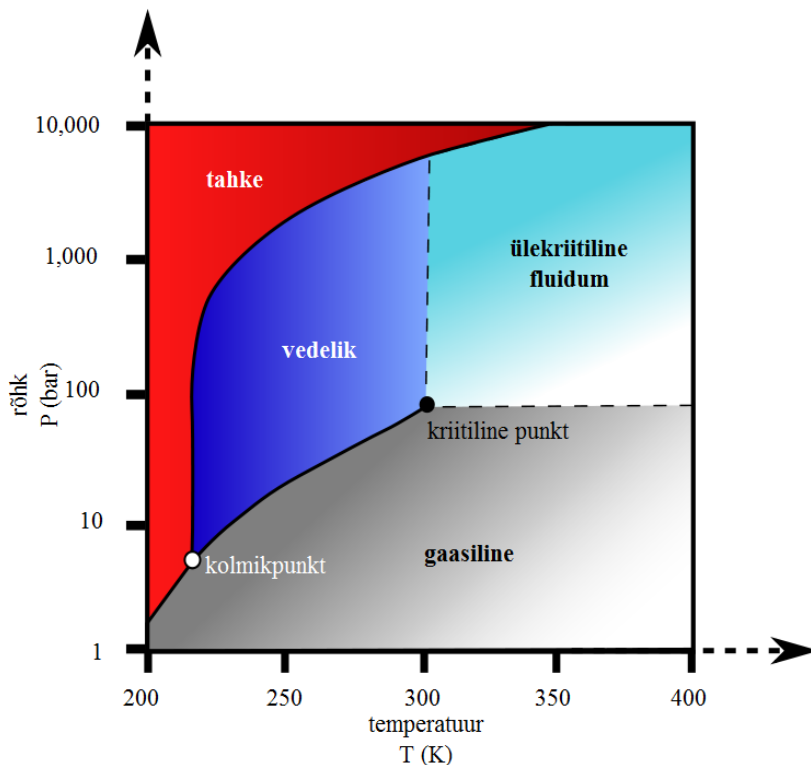 10,000
1,000
100
10
1
rõhk
P (bar)
tahke
vedelik
ülekriitiline
fluidum
kriitiline punkt
kolmikpunkt
gaasiline
200
250
300
350
400
temperatuur
T (K)